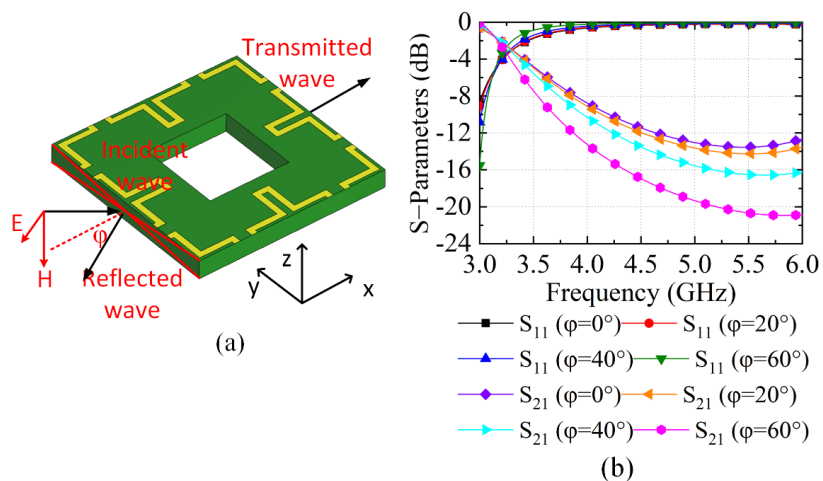 Transmitted
wave
Incident
wave
E
H
φ
Reflected
wave
z
y
x
(a)
S-Parameters (dB)
0
-4
-8
-12
-16
-20
-24
3.0 3.5 4.0 4.5 5.0 5.5 6.0
Frequency (GHz)
S11 (φ=0°) S11 (φ=20°)
S11 (φ=40°) S11 (φ=60°)
S21 (φ=0°) S21 (φ=20°)
S21 (φ=40°) S21 (φ=60°)
(b)